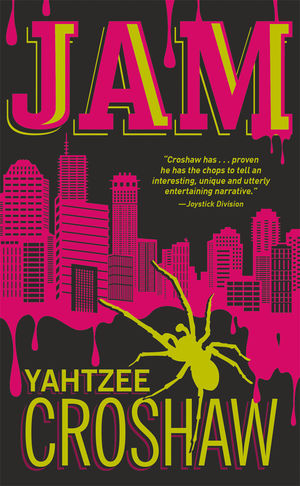 JAM
“Croshaw has . . . proven
he has the chops to tell an
interesting, unique and utterly
entertaining narrative.”
—Joystick Division
YAHTZEE
CROSHAW